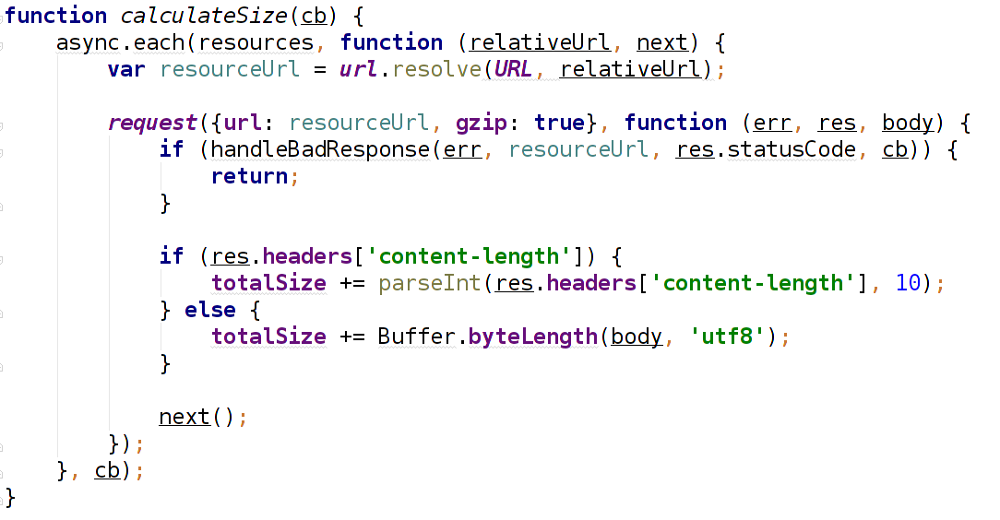 function calculateSize(cb) {
    async.each(resources, function (relativeUrl, next) {
        var resourceUrl = url.resolve(URL, relativeUrl);

        request({url: resourceUrl, gzip: true}, function (err, res, body) {
            if (handleBadResponse(err, resourceUrl, res.statusCode, cb)) {
                return;
            }

            if (res.headers['content-length']) {
                totalSize += parseInt(res.headers['content-length'], 10);
            } else {
                totalSize += Buffer.byteLength(body, 'utf8');
            }

            next();
        });
    }, cb);
}